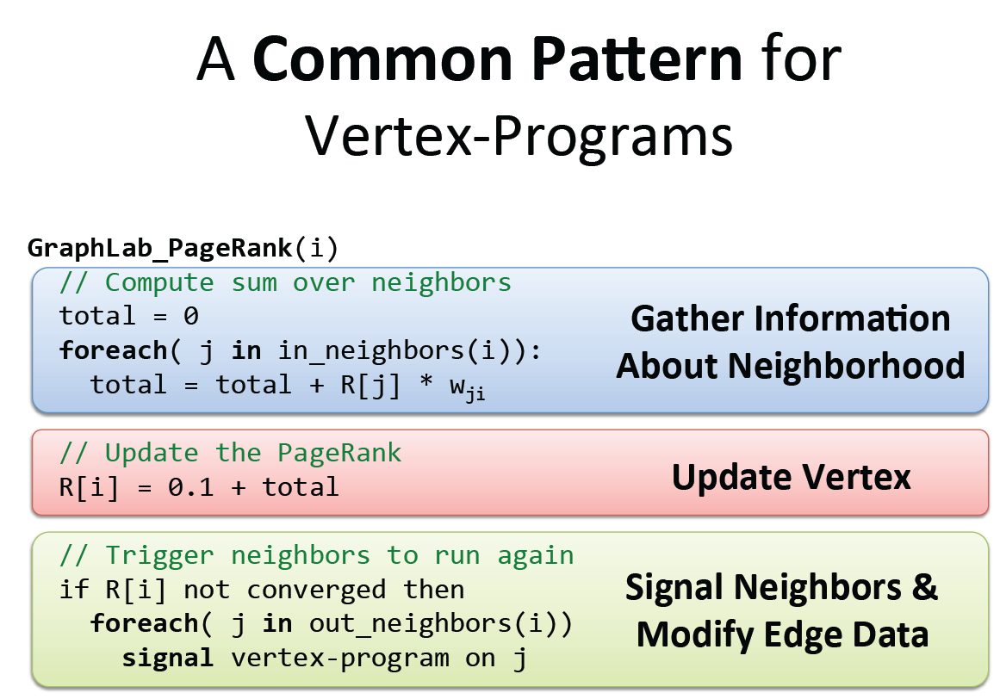 A Common Pattern for
Vertex-Programs
GraphLab_PageRank(i)
// Compute sum over neighbors
total = 0
foreach( j in in_neighbors(i)):
total = total + R[j] * wji
Gather Information
About Neighborhood
// Update the PageRank
R[i] = 0.1 + total
Update Vertex
// Trigger neighbors to run again
if R[i] not converged then
foreach( j in out_neighbors(i))
signal vertex-program on j
Signal Neighbors &
Modify Edge Data